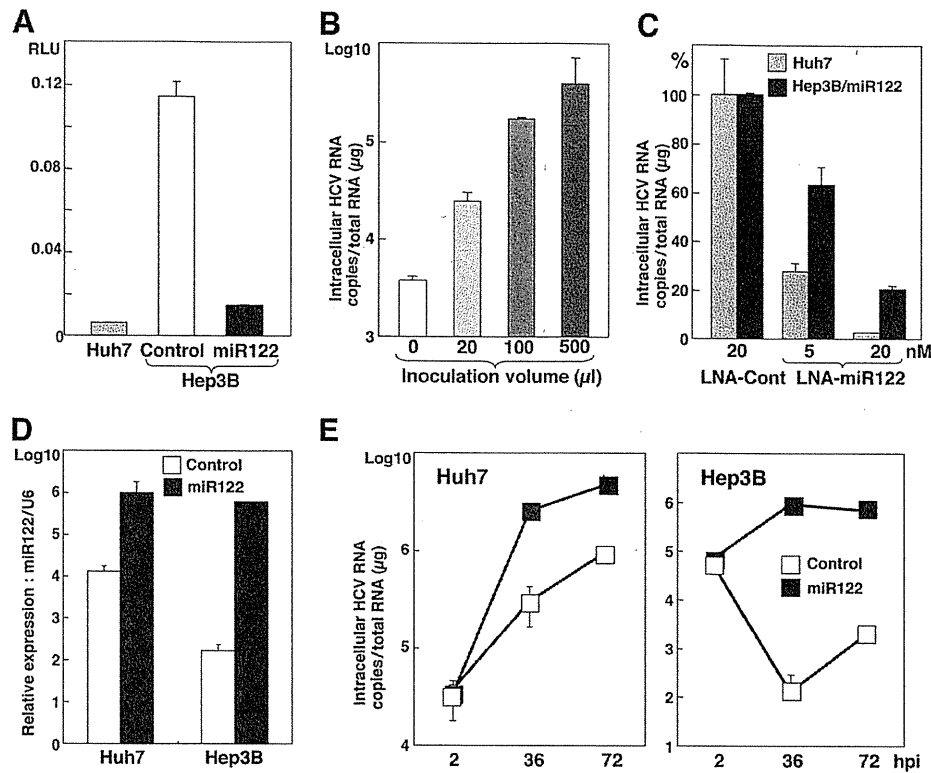 A
RLU
0.12
0.08
0.04
0
Huh7 Control miR122
Hep3B
B
Log10
Intracellular HCV RNA
copies/total RNA (µg)
5
4
3
0 20 100 500
Inoculation volume (µl)
C
%
Intracellular HCV RNA
copies/total RNA (µg)
100
80
60
40
20
0
Huh7
Hep3B/miR122
20 5 20 nM
LNA-Cont LNA-miR122
D
Log10
Relative expression : miR122/U6
6
5
4
3
2
1
0
Control
miR122
Huh7 Hep3B
E
Log10
Intracellular HCV RNA
copies/total RNA (µg)
Huh7
6
5
4
2 36 72
Hep3B
6
5
4
3
2
1
Control
miR122
2 36 72 hpi